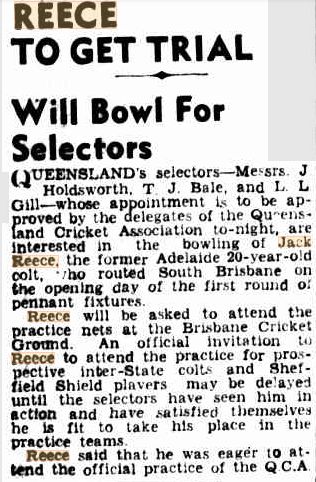 REECE
TO GET TRIAL
Will Bowl For
Selectors
QUEENSLAND's selectors—Messrs. J
Holdsworth, T. J. Bale, and L. L
Gill—whose appointment is to be ap-
proved by the delegates of the Queens-
land Cricket Association to-night, are
interested in the bowling of Jack
Reece, the former Adelaide 20-year-old
colt, who routed South Brisbane on
the opening day of the first round of
pennant fixtures.
Reece will be asked to attend the
practice nets at the Brisbane Cricket
Ground. An official invitation to
Reece to attend the practice for pros-
pective inter-State colts and Shef-
field Shield players may be delayed
until the selectors have seen him in
action and have satisfied themselves
he is fit to take his place in the
practice teams.
Reece said that he was eager to at-
tend the official practice of the Q.C.A.